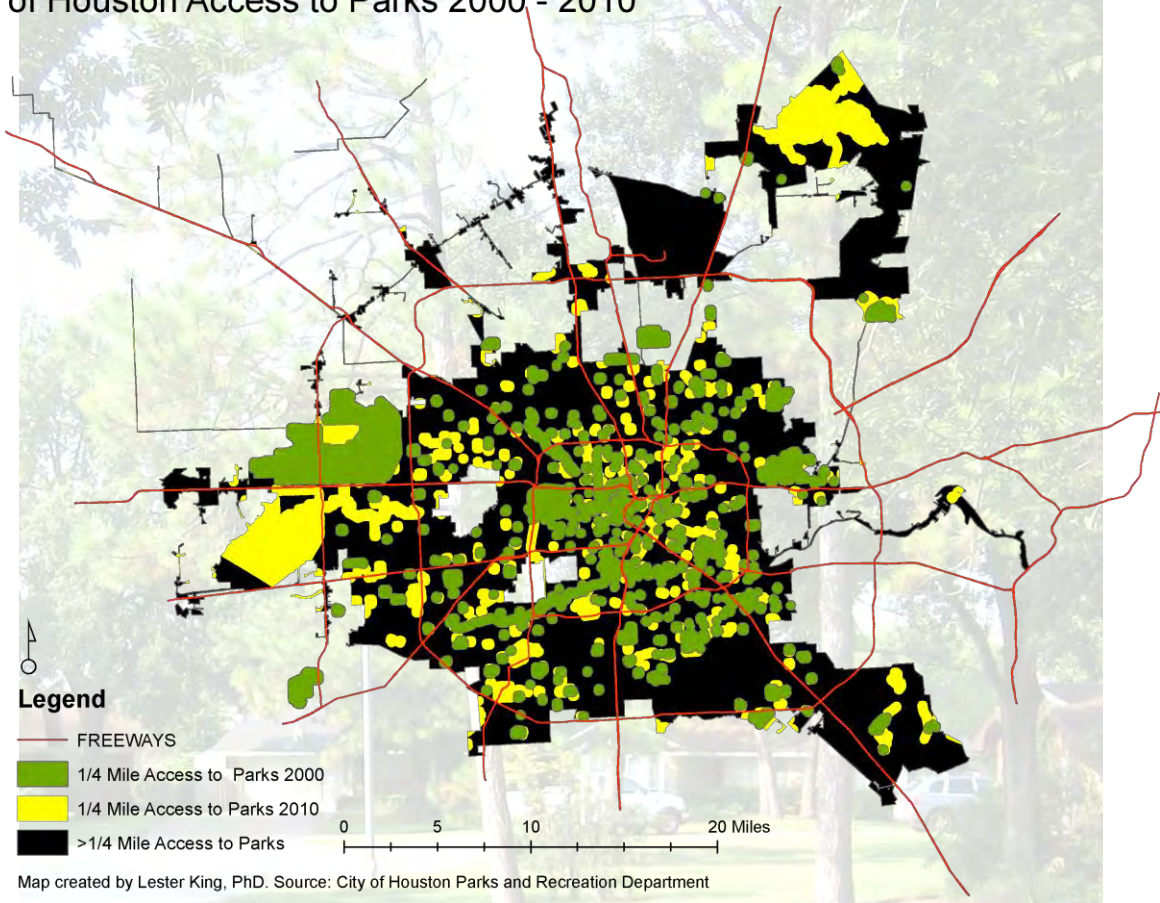 of Houston Access to Parks 2000 - 2010
Legend
FREEWAYS
1/4 Mile Access to Parks 2000
1/4 Mile Access to Parks 2010
>1/4 Mile Access to Parks
0 5 10 20 Miles
Map created by Lester King, PhD. Source: City of Houston Parks and Recreation Department